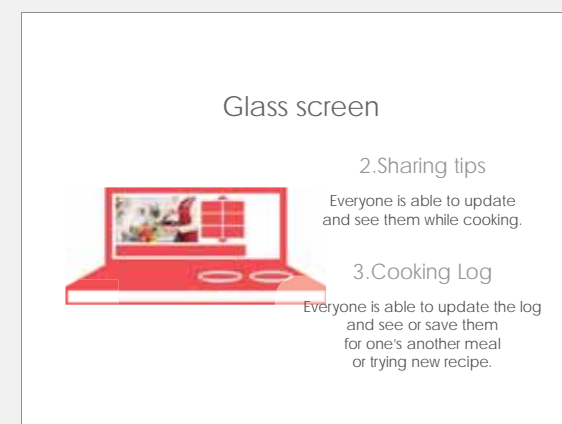 Glass screen
2.Sharing tips
Everyone is able to update
and see them while cooking.
3.Cooking Log
Everyone is able to update the log
and see or save them
for one's another meal
or trying new recipe.